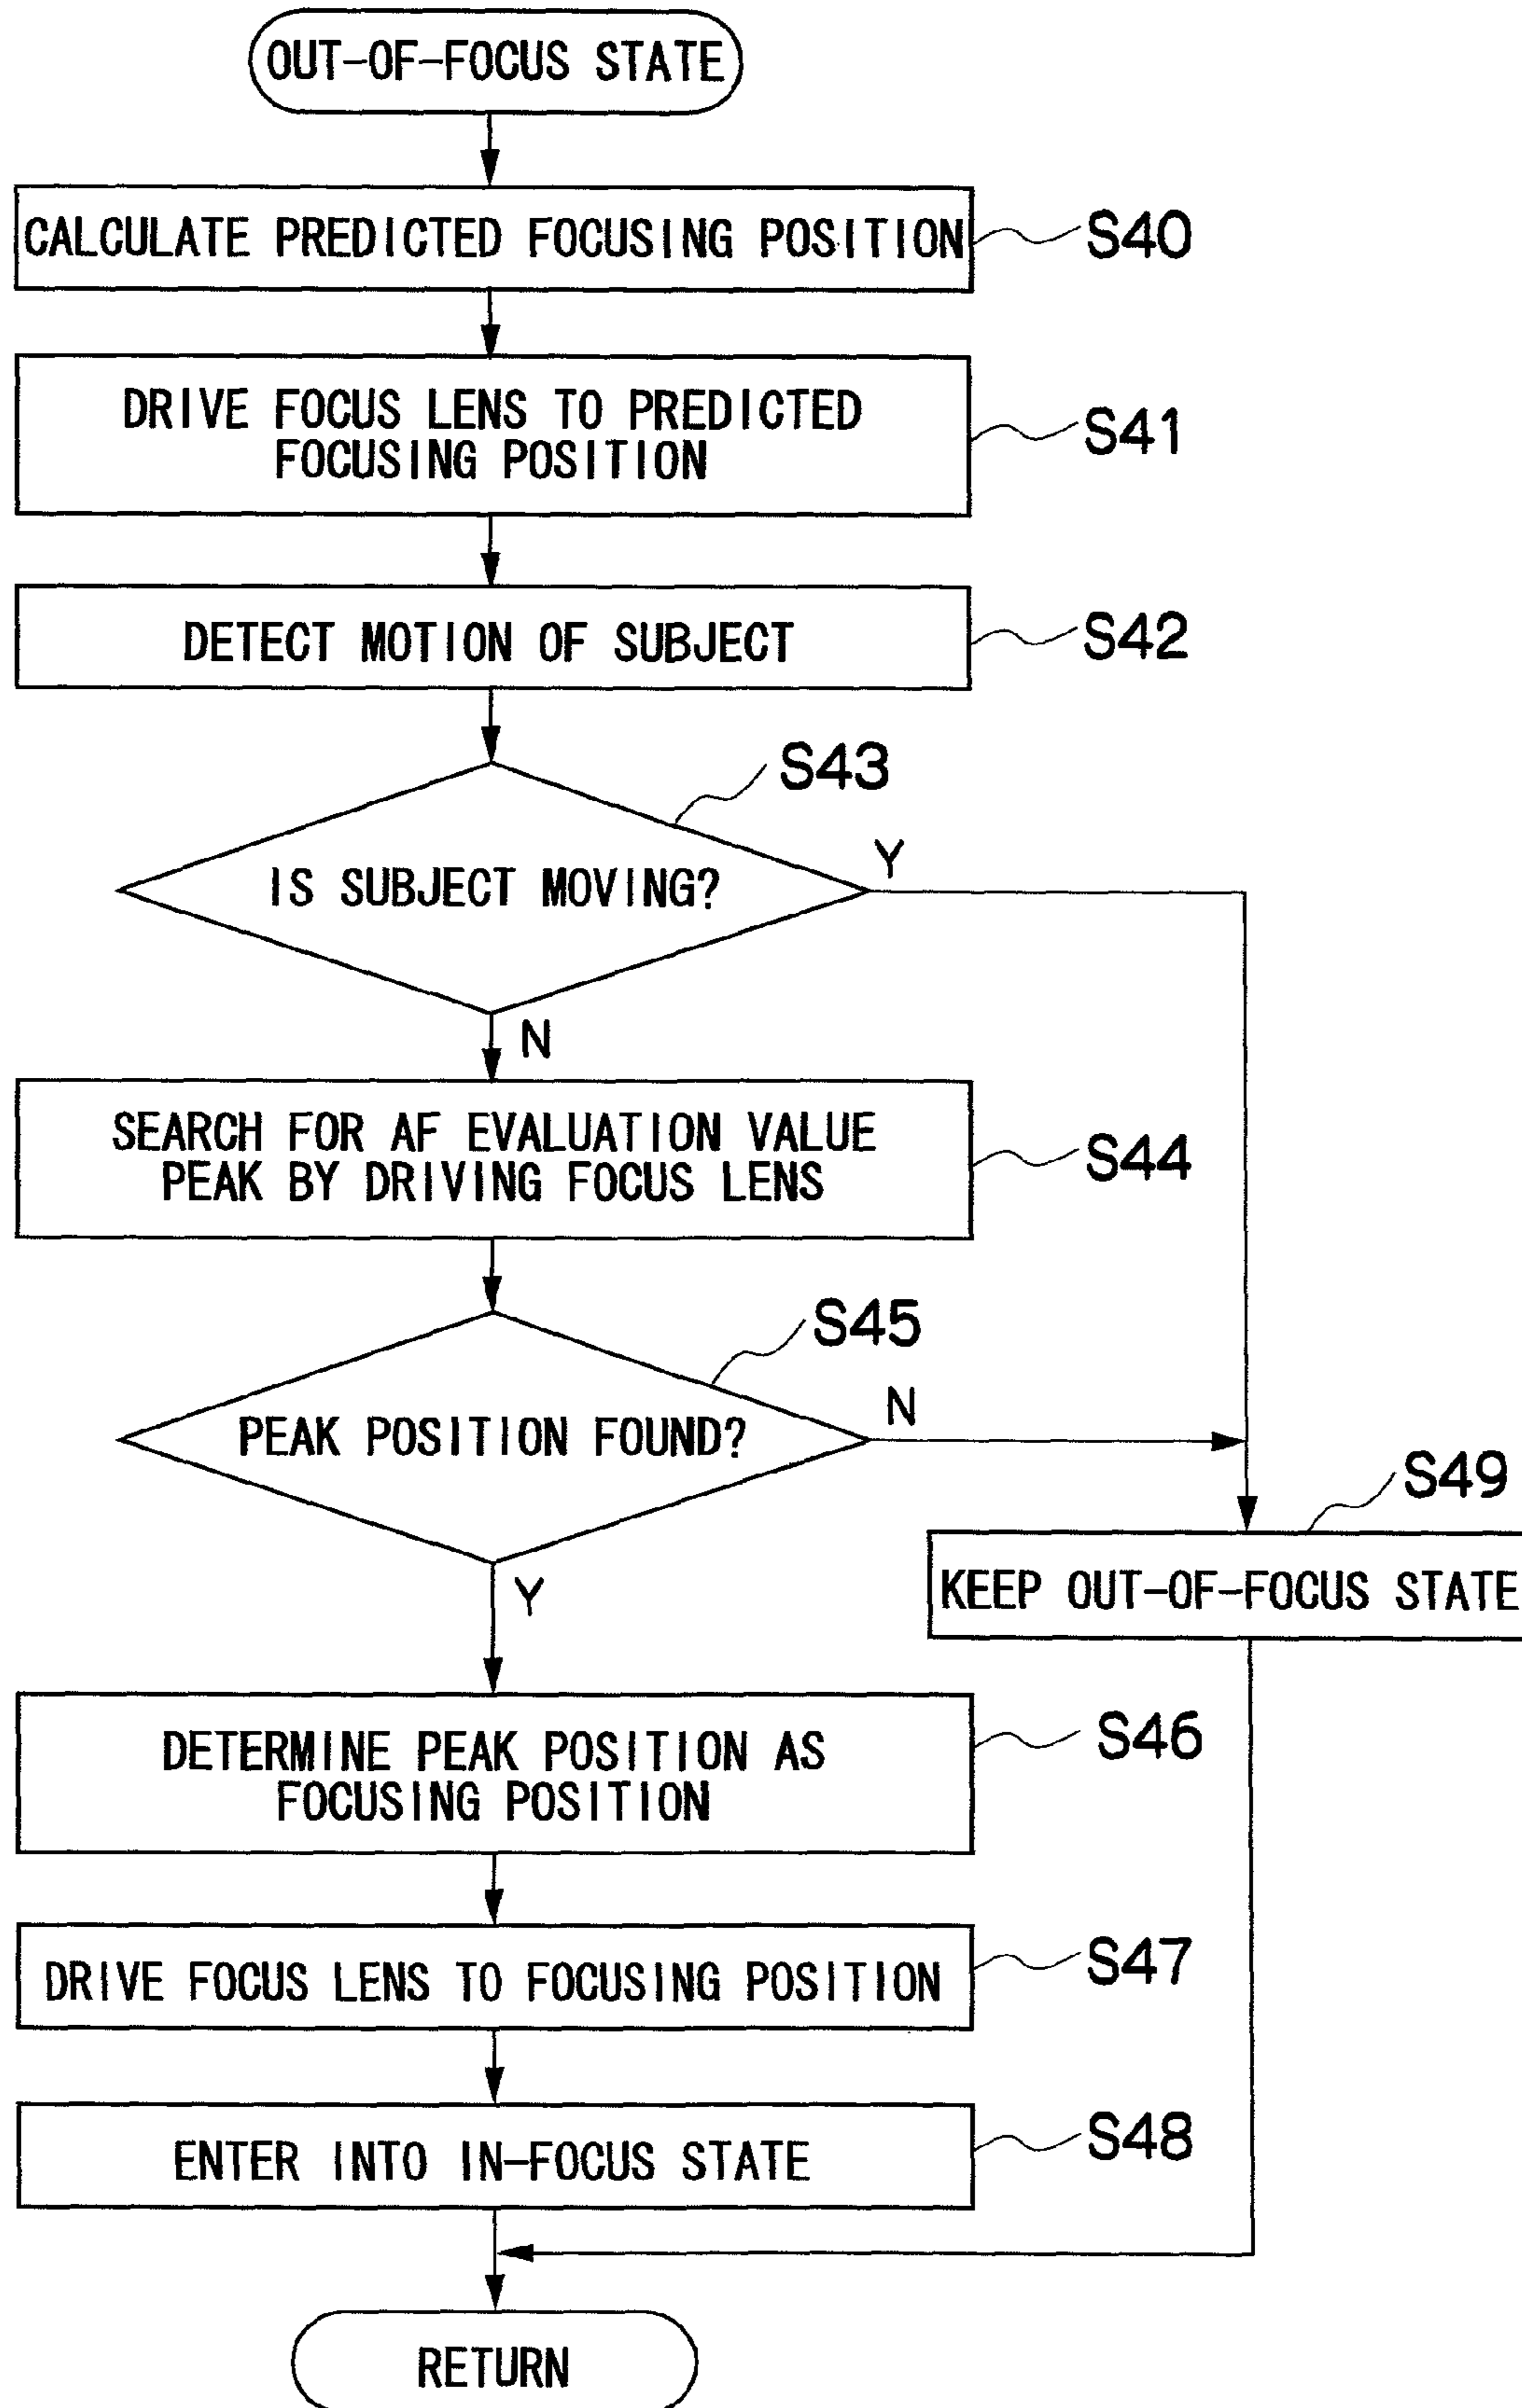 OUT-OF-FOCUS STATE
CALCULATE PREDICTED FOCUSING POSITION
S40
DRIVE FOCUS LENS TO PREDICTED
FOCUSING POSITION
S41
DETECT MOTION OF SUBJECT
S42
S43
IS SUBJECT MOVING?
Y
N
SEARCH FOR AF EVALUATION VALUE
PEAK BY DRIVING FOCUS LENS
S44
S45
PEAK POSITION FOUND?
N
Y
S49
KEEP OUT-OF-FOCUS STATE
DETERMINE PEAK POSITION AS
FOCUSING POSITION
S46
DRIVE FOCUS LENS TO FOCUSING POSITION
S47
ENTER INTO IN-FOCUS STATE
S48
RETURN